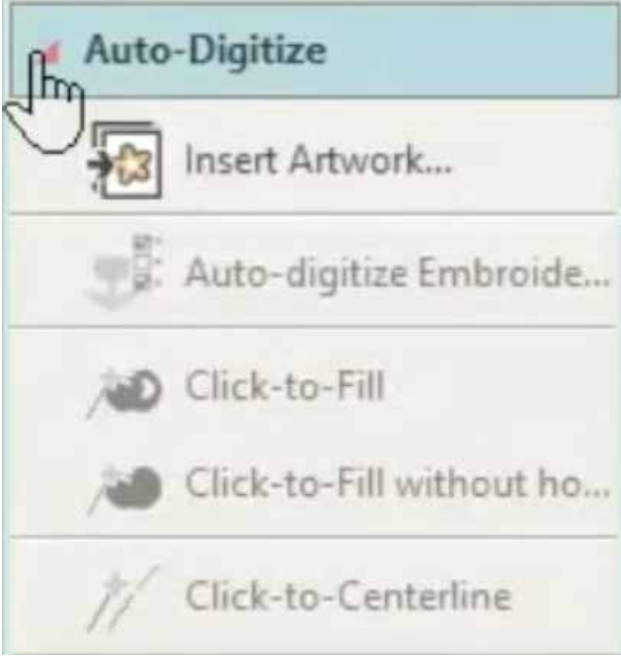 Auto-Digitize
Insert Artwork...
Auto-digitize Embroide...
Click-to-Fill
Click-to-Fill without ho...
Click-to-Centerline